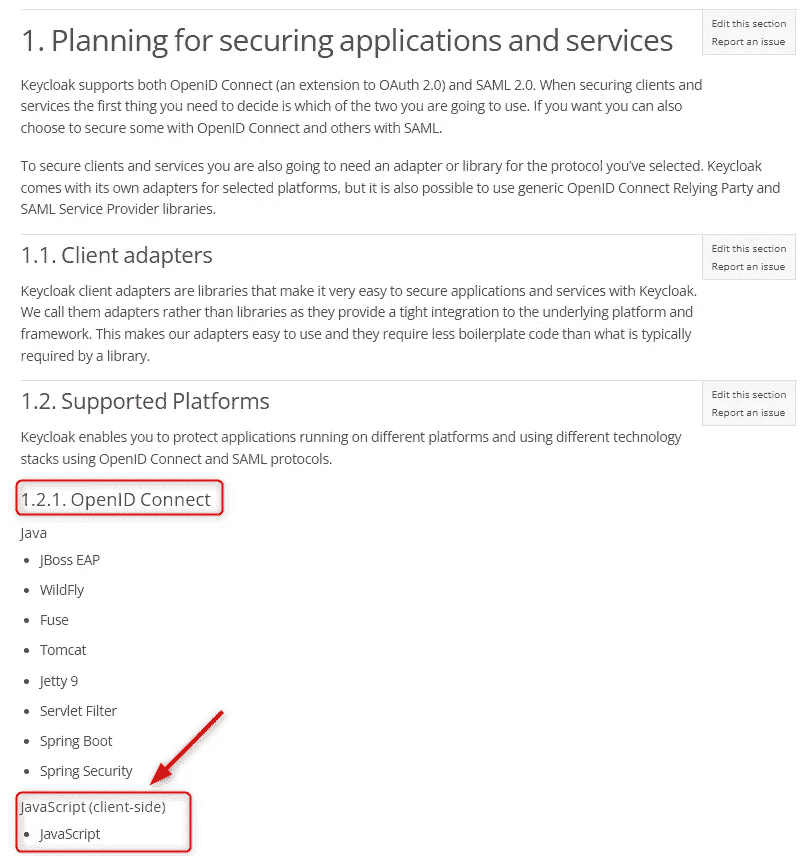 1. Planning for securing applications and services
Edit this section
Report an issue
Keycloak supports both OpenID Connect (an extension to OAuth 2.0) and SAML 2.0. When securing clients and
services the first thing you need to decide is which of the two you are going to use. If you want you can also
choose to secure some with OpenID Connect and others with SAML.
To secure clients and services you are also going to need an adapter or library for the protocol you've selected. Keycloak
comes with its own adapters for selected platforms, but it is also possible to use generic OpenID Connect Relying Party and
SAML Service Provider libraries.
1.1. Client adapters
Edit this section
Report an issue
Keycloak client adapters are libraries that make it very easy to secure applications and services with Keycloak.
We call them adapters rather than libraries as they provide a tight integration to the underlying platform and
framework. This makes our adapters easy to use and they require less boilerplate code than what is typically
required by a library.
1.2. Supported Platforms
Edit this section
Report an issue
Keycloak enables you to protect applications running on different platforms and using different technology
stacks using OpenID Connect and SAML protocols.
1.2.1. OpenID Connect
Java
• JBoss EAP
• WildFly
• Fuse
• Tomcat
• Jetty 9
• Servlet Filter
• Spring Boot
• Spring Security
JavaScript (client-side)
• JavaScript